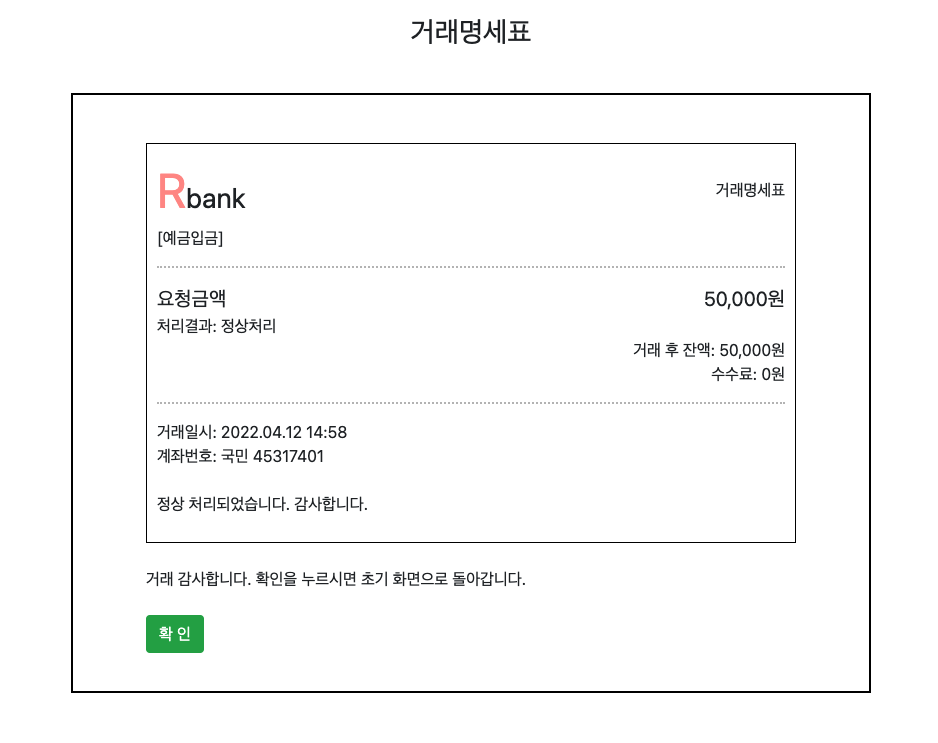 거래명세표
Rbank
거래명세표
[예금입금]
요청금액 50,000원
처리결과: 정상처리
거래 후 잔액: 50,000원
수수료: 0원
거래일시: 2022.04.12 14:58
계좌번호: 국민 45317401
정상 처리되었습니다. 감사합니다.
거래 감사합니다. 확인을 누르시면 초기 화면으로 돌아갑니다.
확 인